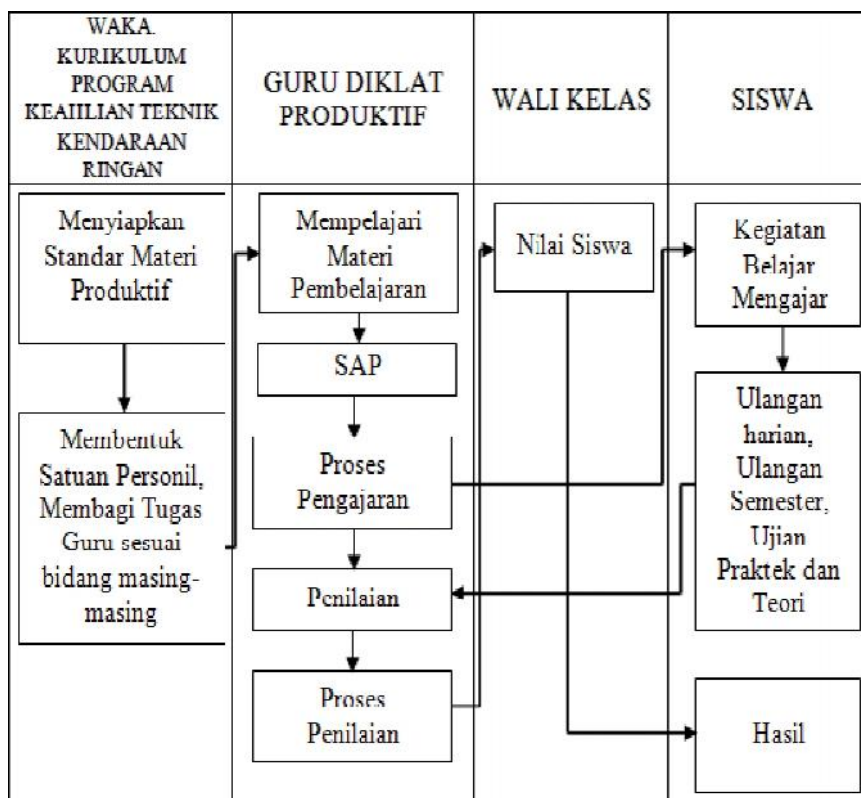 WAKA.
KURIKULUM
PROGRAM
KEAHLIAN TEKNIK
KENDARAAN
RINGAN
GURU DIKLAT
PRODUKTIF
WALI KELAS
SISWA
Menyiapkan
Standar Materi
Produktif
Membentuk
Satuan Personil,
Membagi Tugas
Guru sesuai
bidang masing-
masing
Mempelajari
Materi
Pembelajaran
SAP
Proses
Pengajaran
Penilaian
Proses
Penilaian
Nilai Siswa
Kegiatan
Belajar
Mengajar
Ulangan
harian,
Ulangan
Semester,
Ujian
Praktek dan
Teori
Hasil